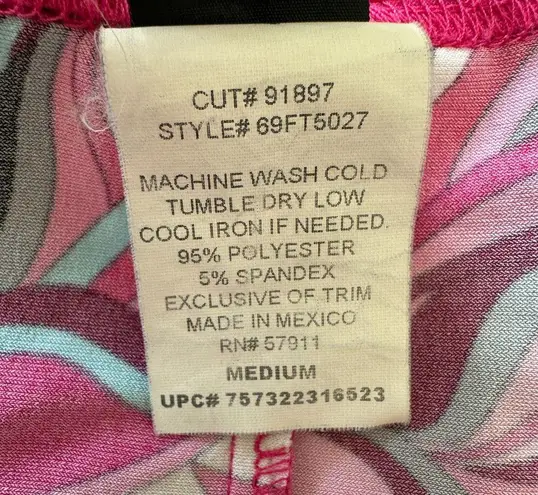 CUT# 91897
STYLE# 69FT5027
MACHINE WASH COLD
TUMBLE DRY LOW
COOL IRON IF NEEDED.
95% POLYESTER
5% SPANDEX
EXCLUSIVE OF TRIM
MADE IN MEXICO
RN# 57911
MEDIUM
UPC# 757322316523